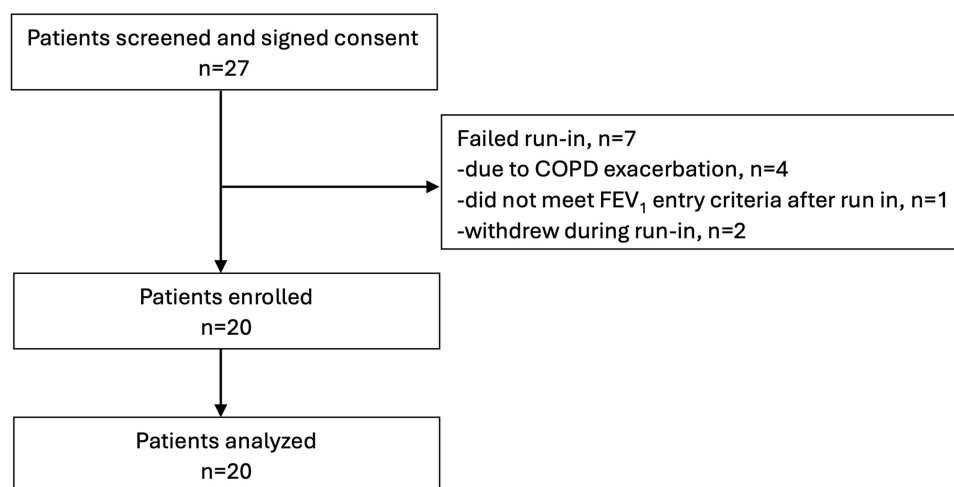 Patients screened and signed consent
n=27
Failed run-in, n=7
-due to COPD exacerbation, n=4
-did not meet FEV₁ entry criteria after run in, n=1
-withdrew during run-in, n=2
Patients enrolled
n=20
Patients analyzed
n=20